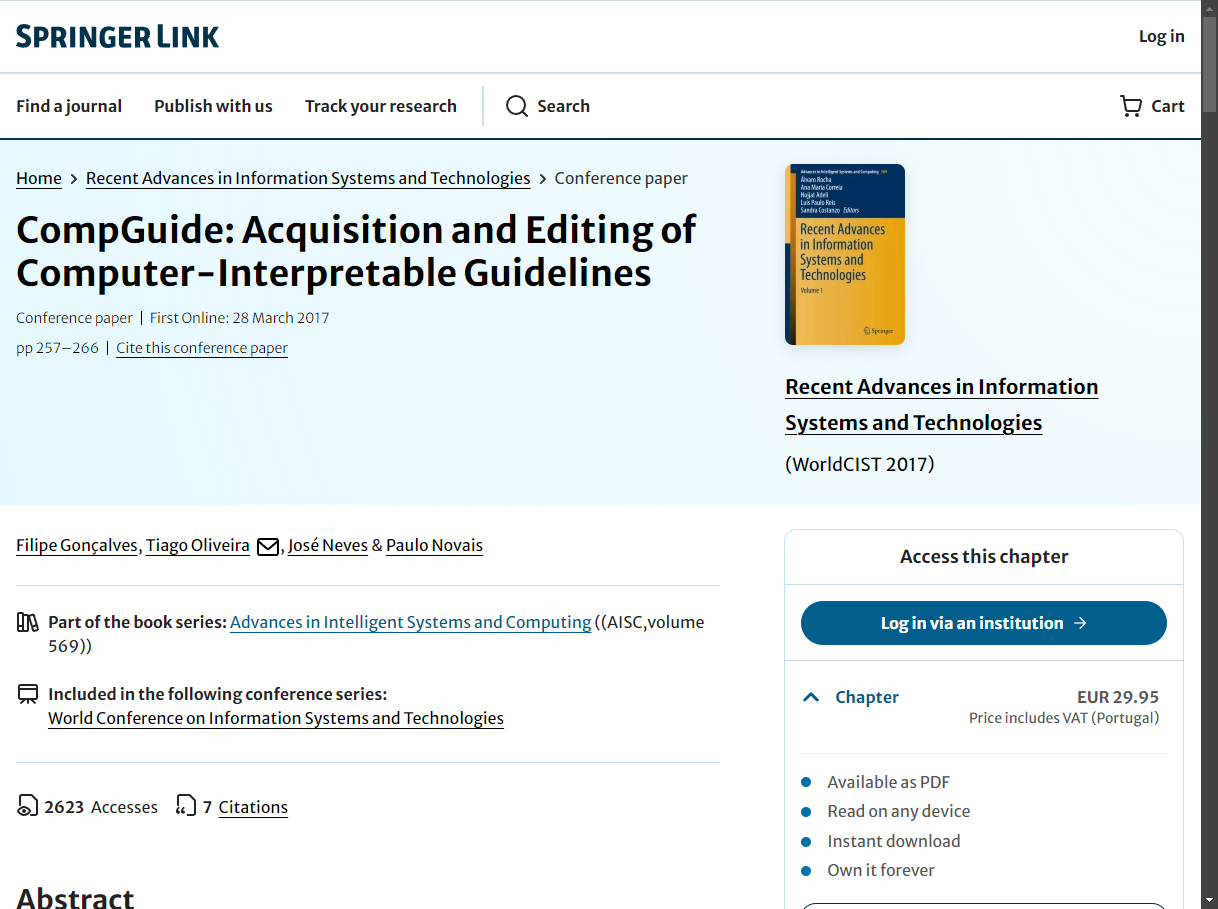 SPRINGER LINK
Log in
Find a journal
Publish with us
Track your research
Search
Cart
Home > Recent Advances in Information Systems and Technologies > Conference paper
CompGuide: Acquisition and Editing of
Computer-Interpretable Guidelines
Conference paper | First Online: 28 March 2017
pp 257–266 | Cite this conference paper
Advances in Intelligent Systems and Computing 569
Álvaro Rocha
Ana Maria Correia
Hojjat Adeli
Luís Paulo Reis
Sandra Costanzo Editors
Recent Advances
in Information
Systems and
Technologies
Volume 1
Springer
Recent Advances in Information
Systems and Technologies
(WorldCIST 2017)
Filipe Gonçalves, Tiago Oliveira , José Neves & Paulo Novais
Part of the book series: Advances in Intelligent Systems and Computing ((AISC,volume
569))
Included in the following conference series:
World Conference on Information Systems and Technologies
2623 Accesses
7 Citations
Abstract
Access this chapter
Log in via an institution →
Chapter
EUR 29.95
Price includes VAT (Portugal)
Available as PDF
Read on any device
Instant download
Own it forever